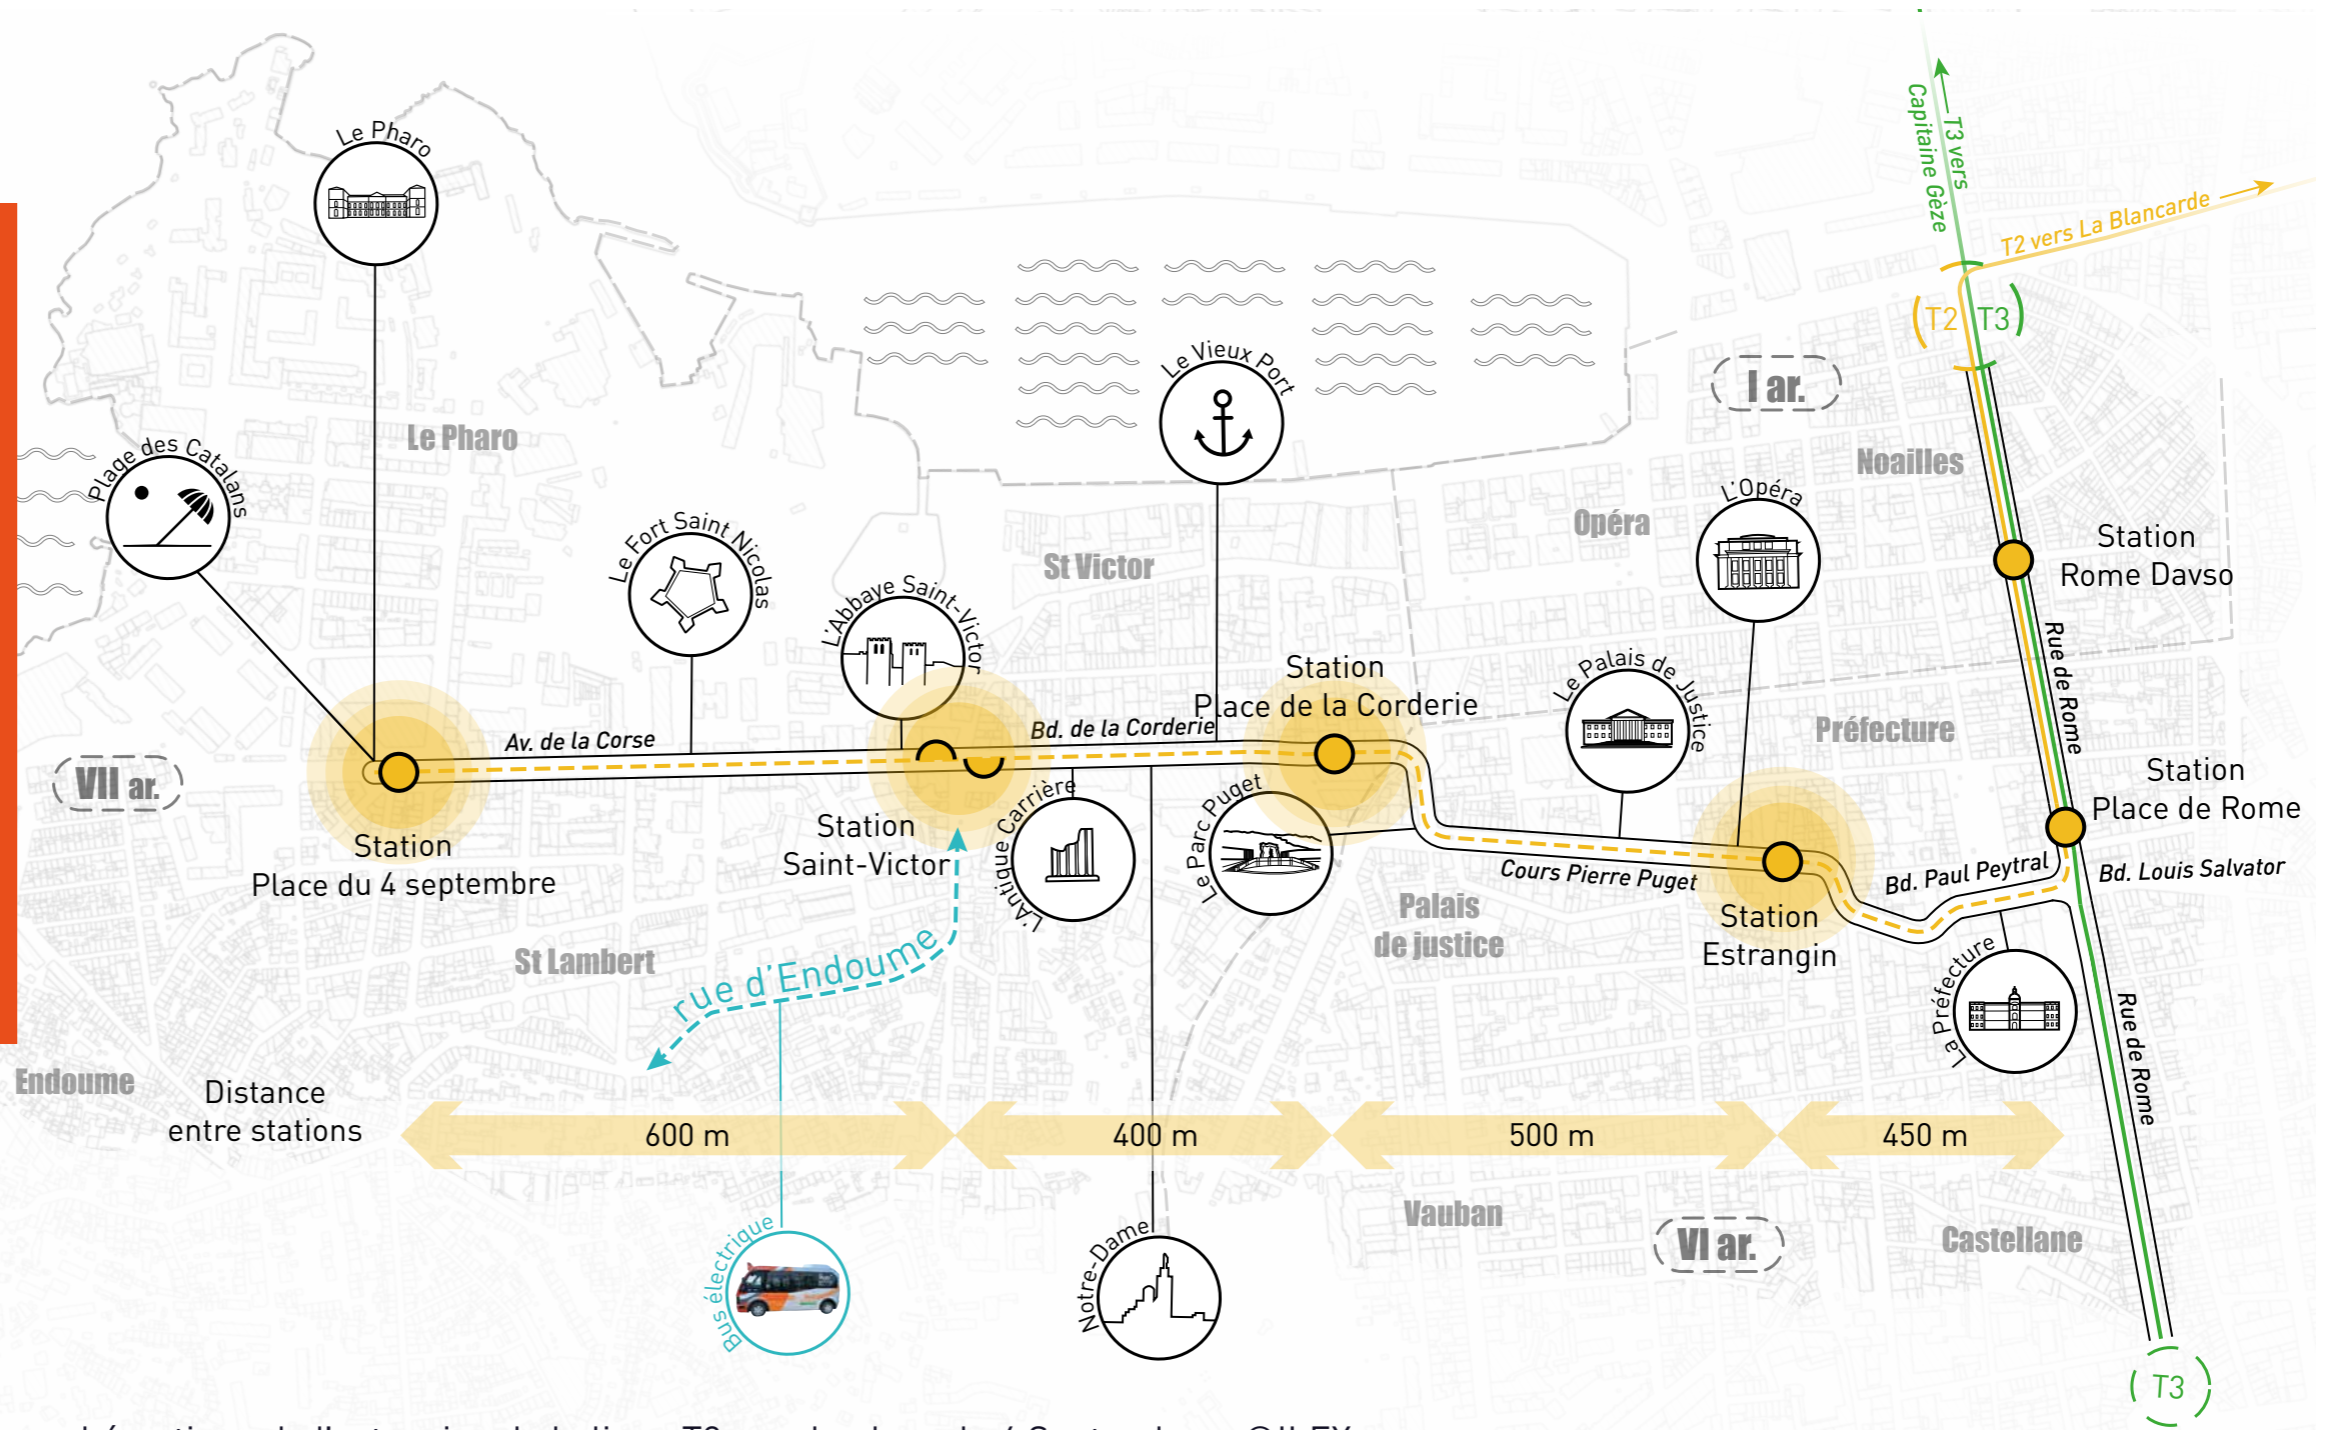 Le Pharo
Capitaine Gèze
T3 vers
T2 vers La Blancarde
T2
T3
Le Vieux Port
I ar.
Le Pharo
Plage des Catalans
Noailles
L'Opéra
Opéra
Le Fort Saint Nicolas
Station
Rome Davso
St Victor
L'Abbaye Saint-Victor
Rue de Rome
Station
Place de la Corderie
Le Palais de Justice
Préfecture
Av. de la Corse
Bd. de la Corderie
VII ar.
Station
Place de Rome
L'Antique Carrière
Le Parc Puget
Station
Place du 4 septembre
Station
Saint-Victor
Cours Pierre Puget
Bd. Paul Peytral
Bd. Louis Salvator
Palais
de justice
Station
Estrangin
St Lambert
rue d'Endoume
La Préfecture
Rue de Rome
Endoume
Distance
entre stations
600 m
400 m
500 m
450 m
Vauban
VI ar.
Castellane
Bus électrique
Notre-Dame
T3